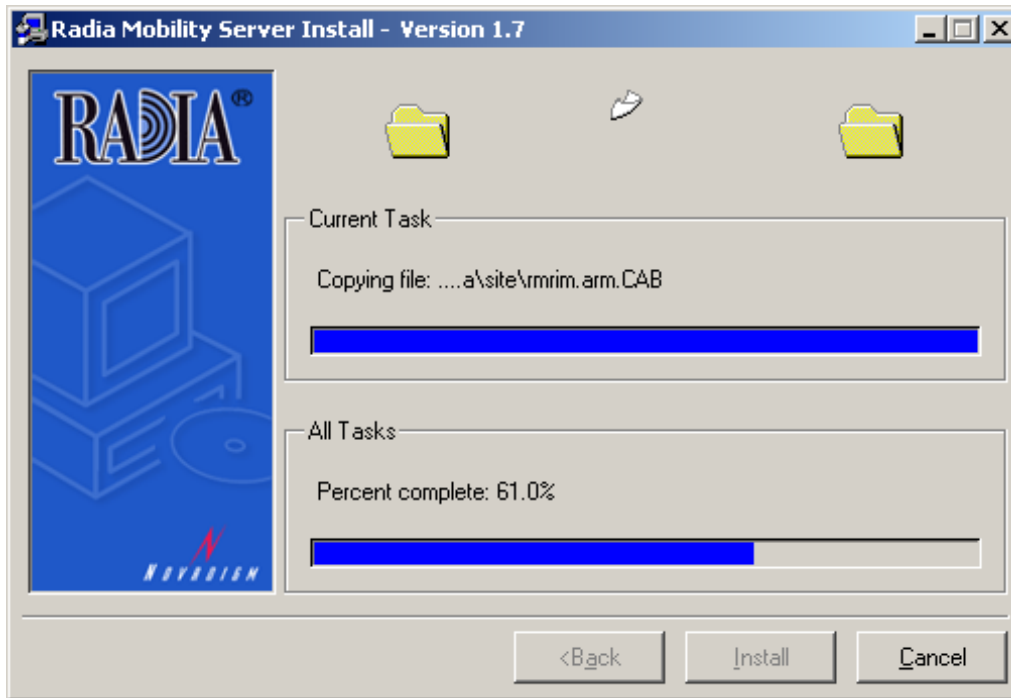 Radia Mobility Server Install - Version 1.7
RADIA®
Current Task
Copying file: ....a\site\rmrim.arm.CAB
All Tasks
Percent complete: 61.0%
NOVADIGM
<Back
Install
Cancel